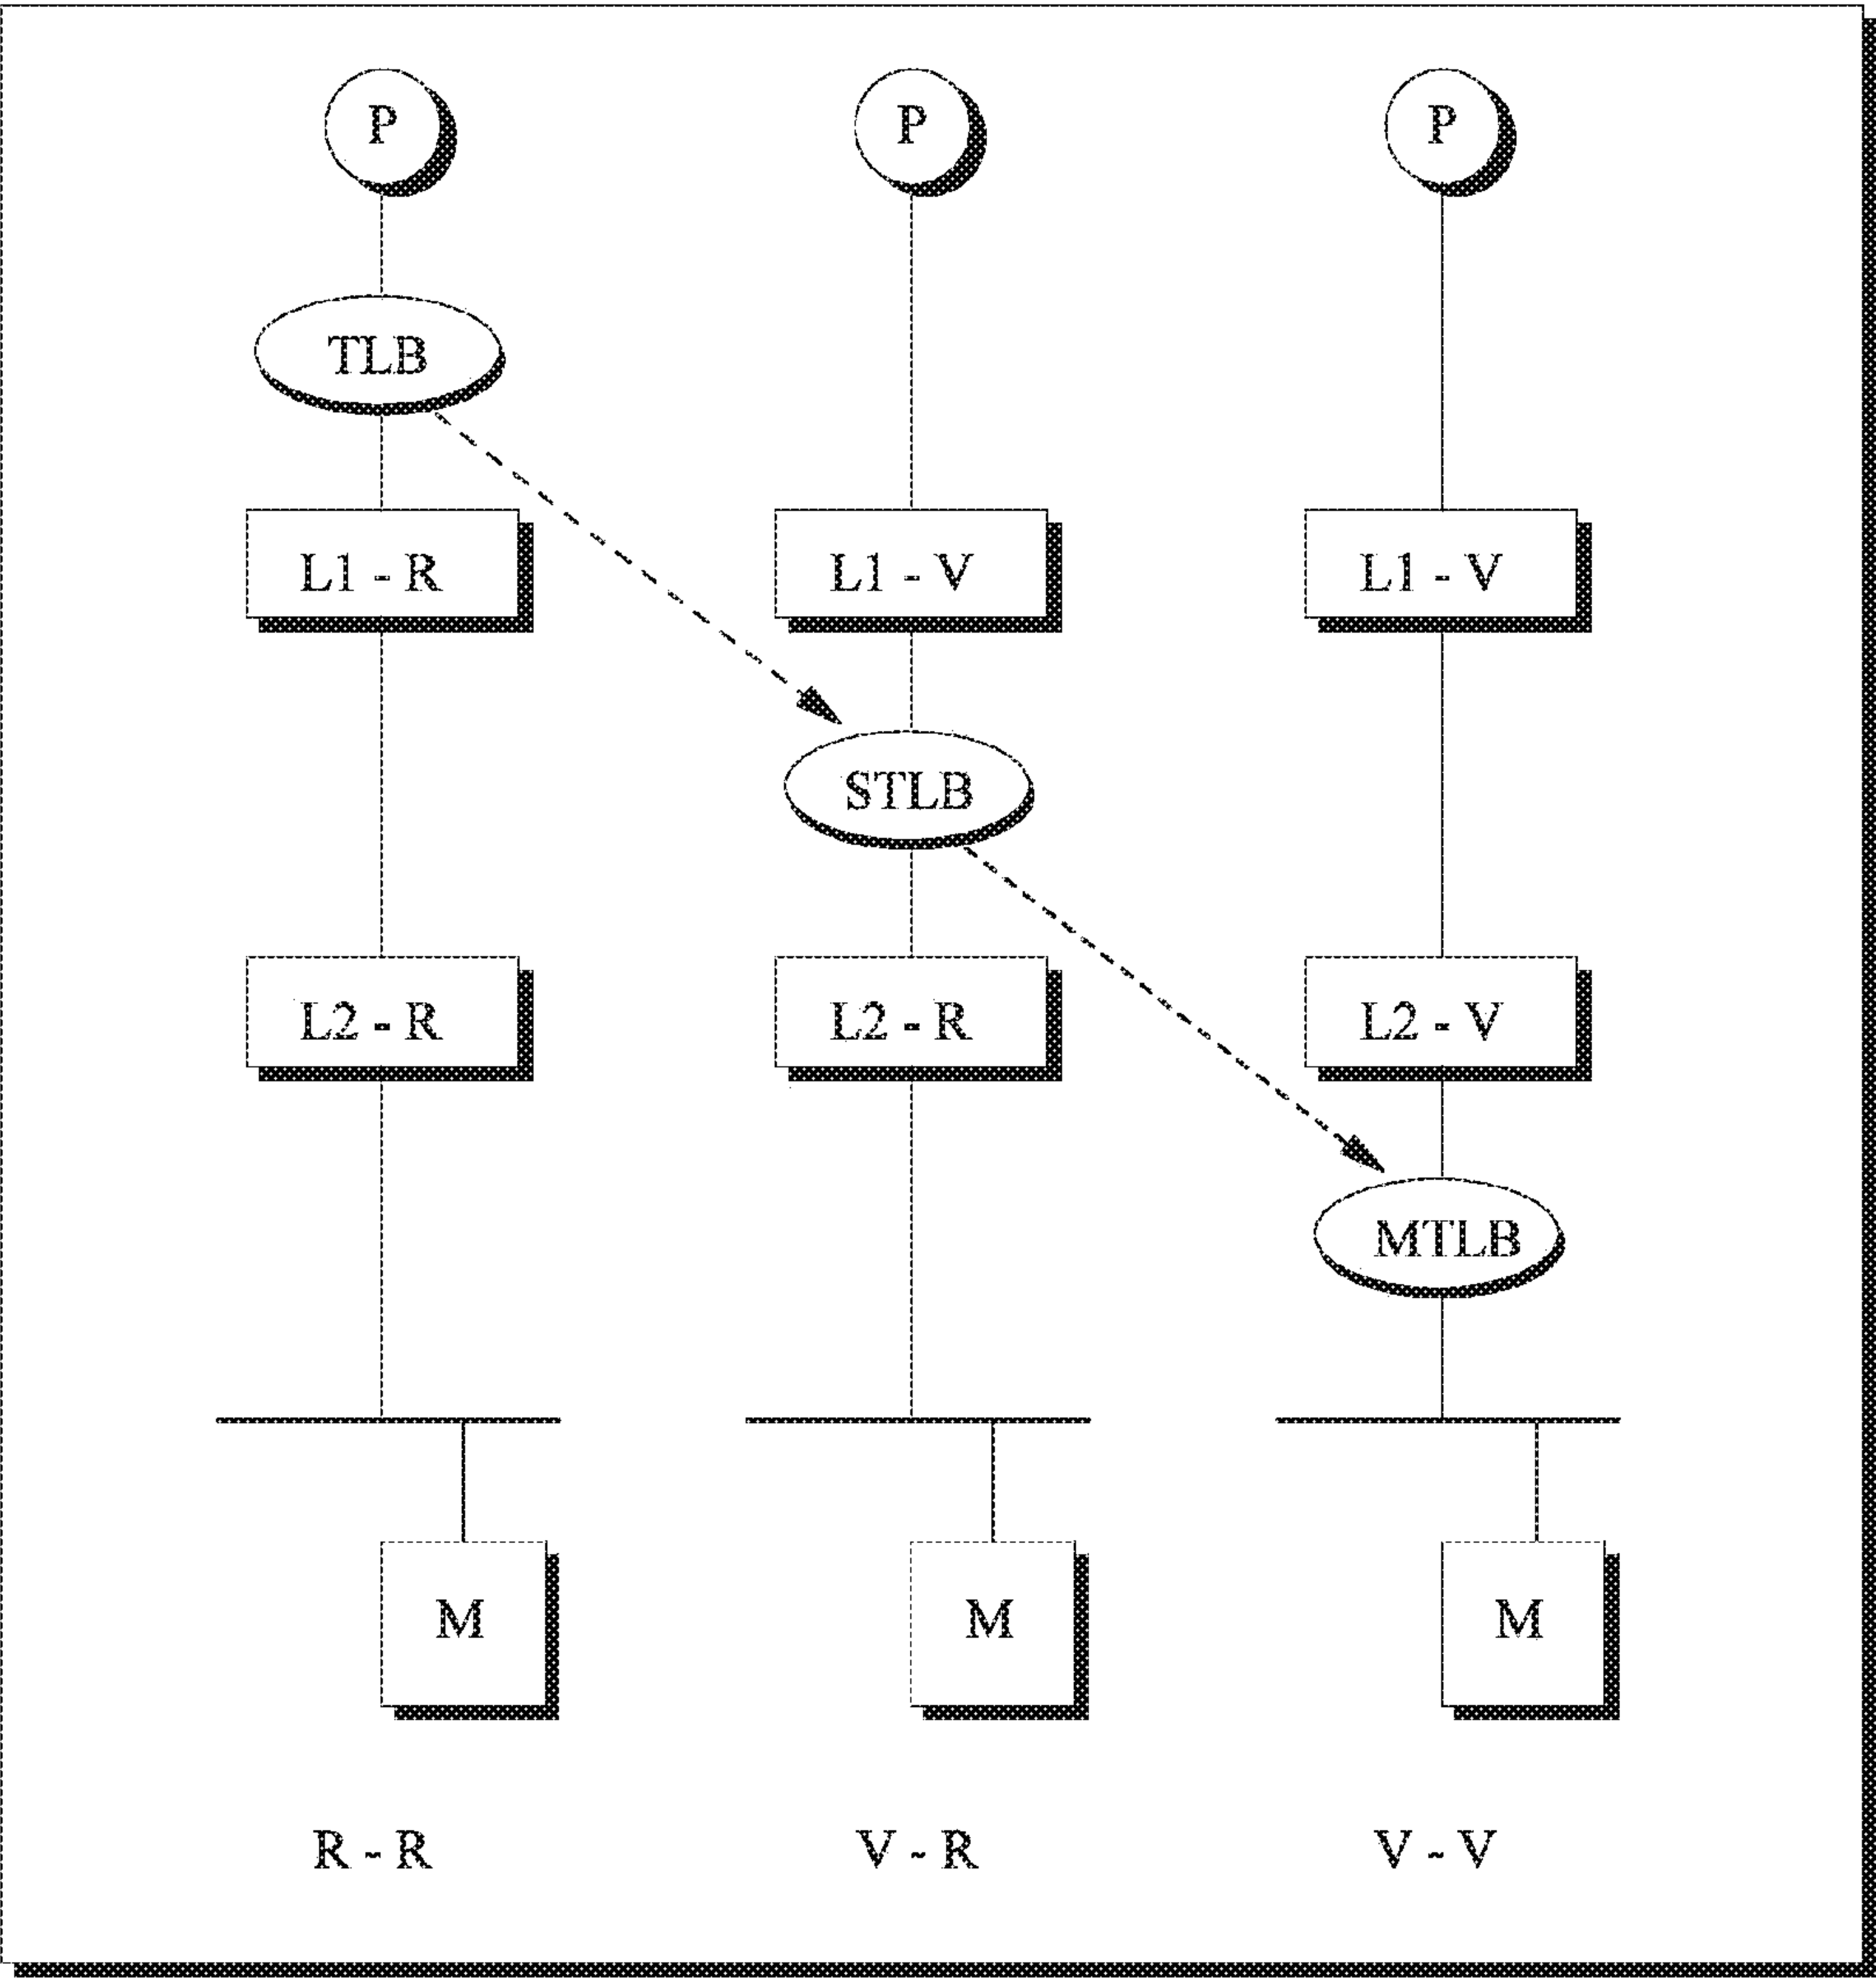 P P P
TLB
L1 - R L1 - V L1 - V
STLB
L2 - R L2 - R L2 - V
MTLB
M M M
R - R V - R V - V